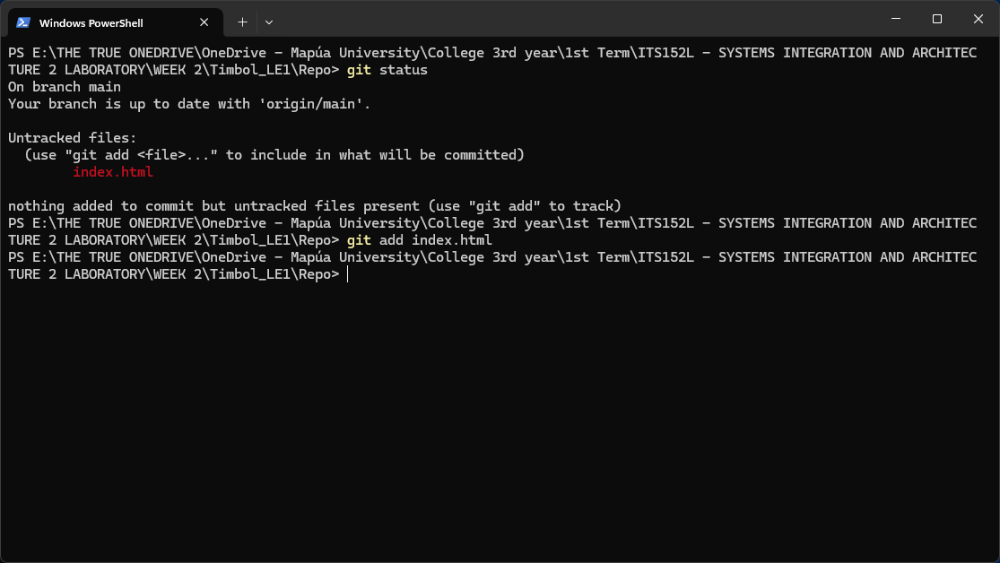 Windows PowerShell
PS E:\THE TRUE ONEDRIVE\OneDrive - Mapúa University\College 3rd year\1st Term\ITS152L - SYSTEMS INTEGRATION AND ARCHITEC
TURE 2 LABORATORY\WEEK 2\Timbol_LE1\Repo> git status
On branch main
Your branch is up to date with 'origin/main'.
Untracked files:
  (use "git add <file>..." to include in what will be committed)
        index.html
nothing added to commit but untracked files present (use "git add" to track)
PS E:\THE TRUE ONEDRIVE\OneDrive - Mapúa University\College 3rd year\1st Term\ITS152L - SYSTEMS INTEGRATION AND ARCHITEC
TURE 2 LABORATORY\WEEK 2\Timbol_LE1\Repo> git add index.html
PS E:\THE TRUE ONEDRIVE\OneDrive - Mapúa University\College 3rd year\1st Term\ITS152L - SYSTEMS INTEGRATION AND ARCHITEC
TURE 2 LABORATORY\WEEK 2\Timbol_LE1\Repo>